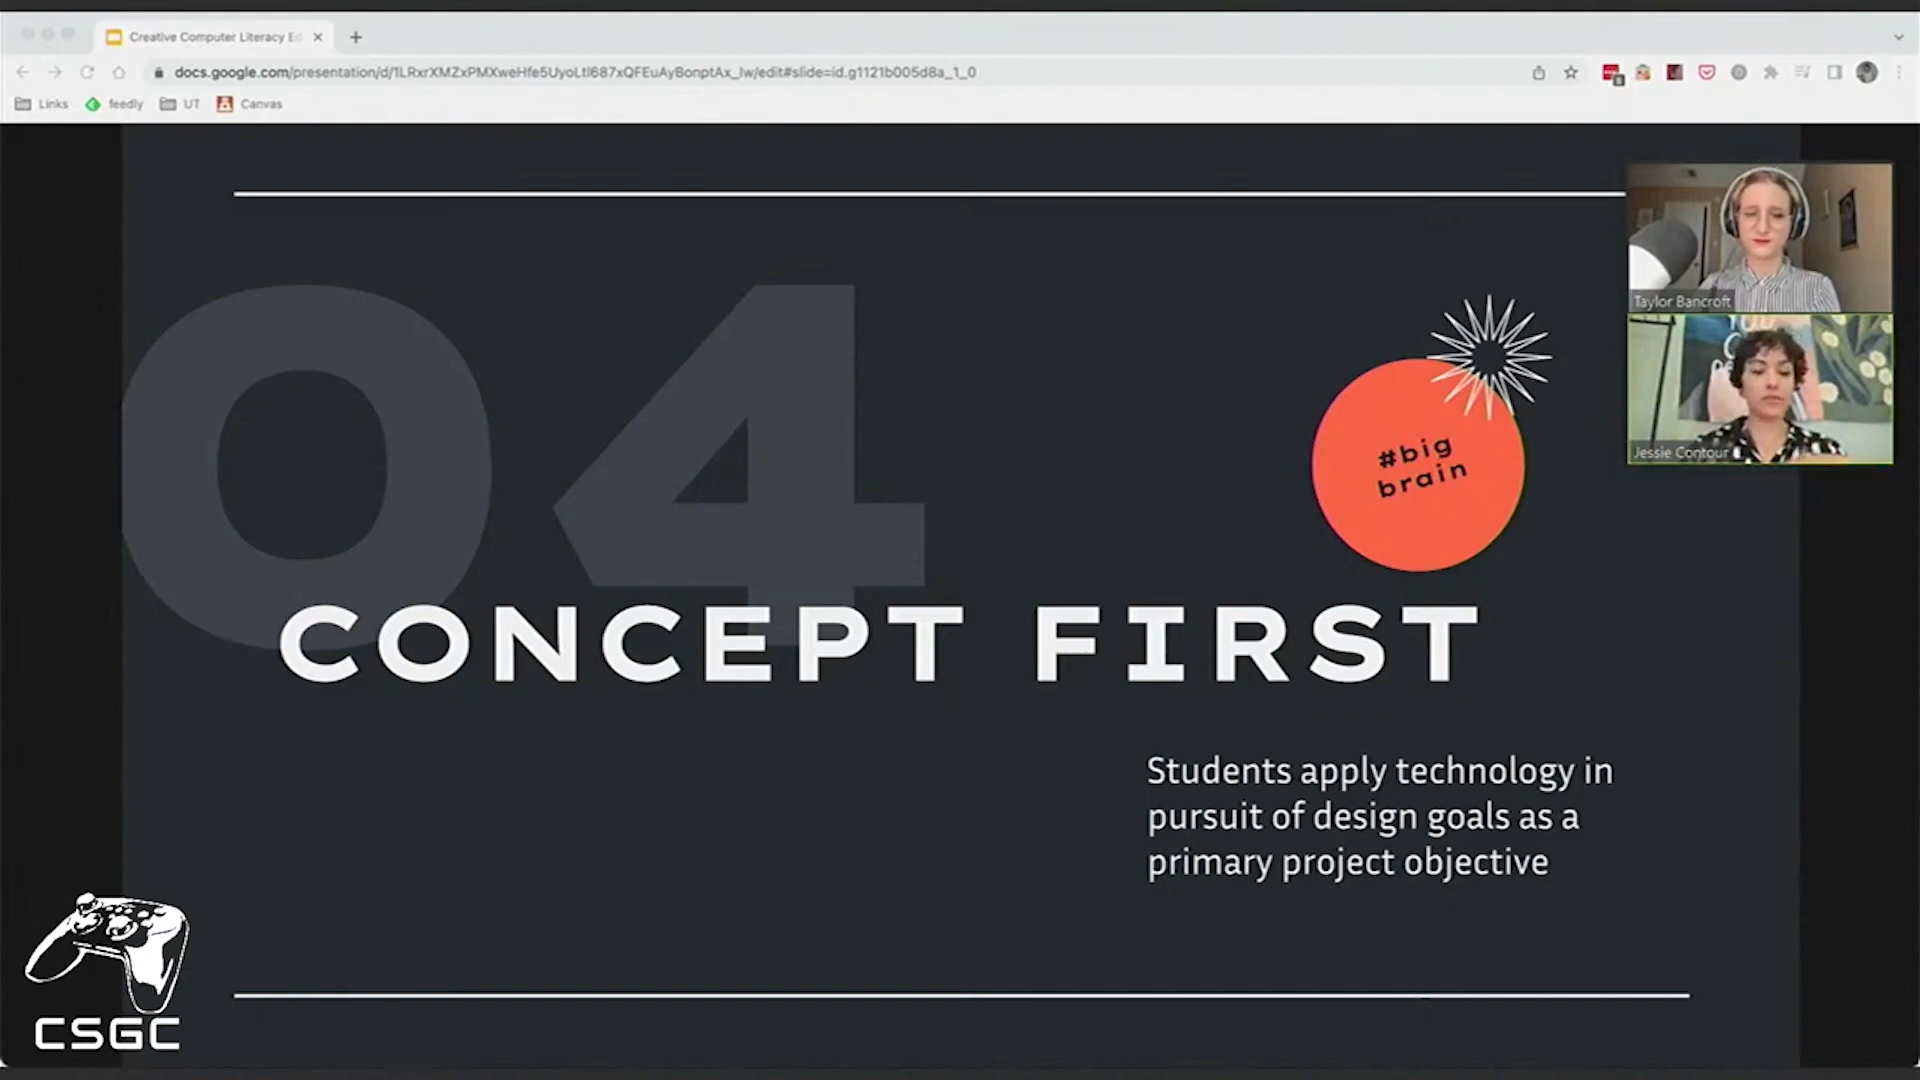 Creative Computer Literacy Ed
docs.google.com/presentation/d/1LRxrXMZxPMXweHfe5UyoLtl687xQFEuAyBonptAx_Iw/edit#slide=id.g1121b005d8a_1_0
Links
feedly
UT
Canvas
04
Taylor Bancroft
Jessie Contour
#big
brain
CONCEPT FIRST
Students apply technology in
pursuit of design goals as a
primary project objective
CSGC